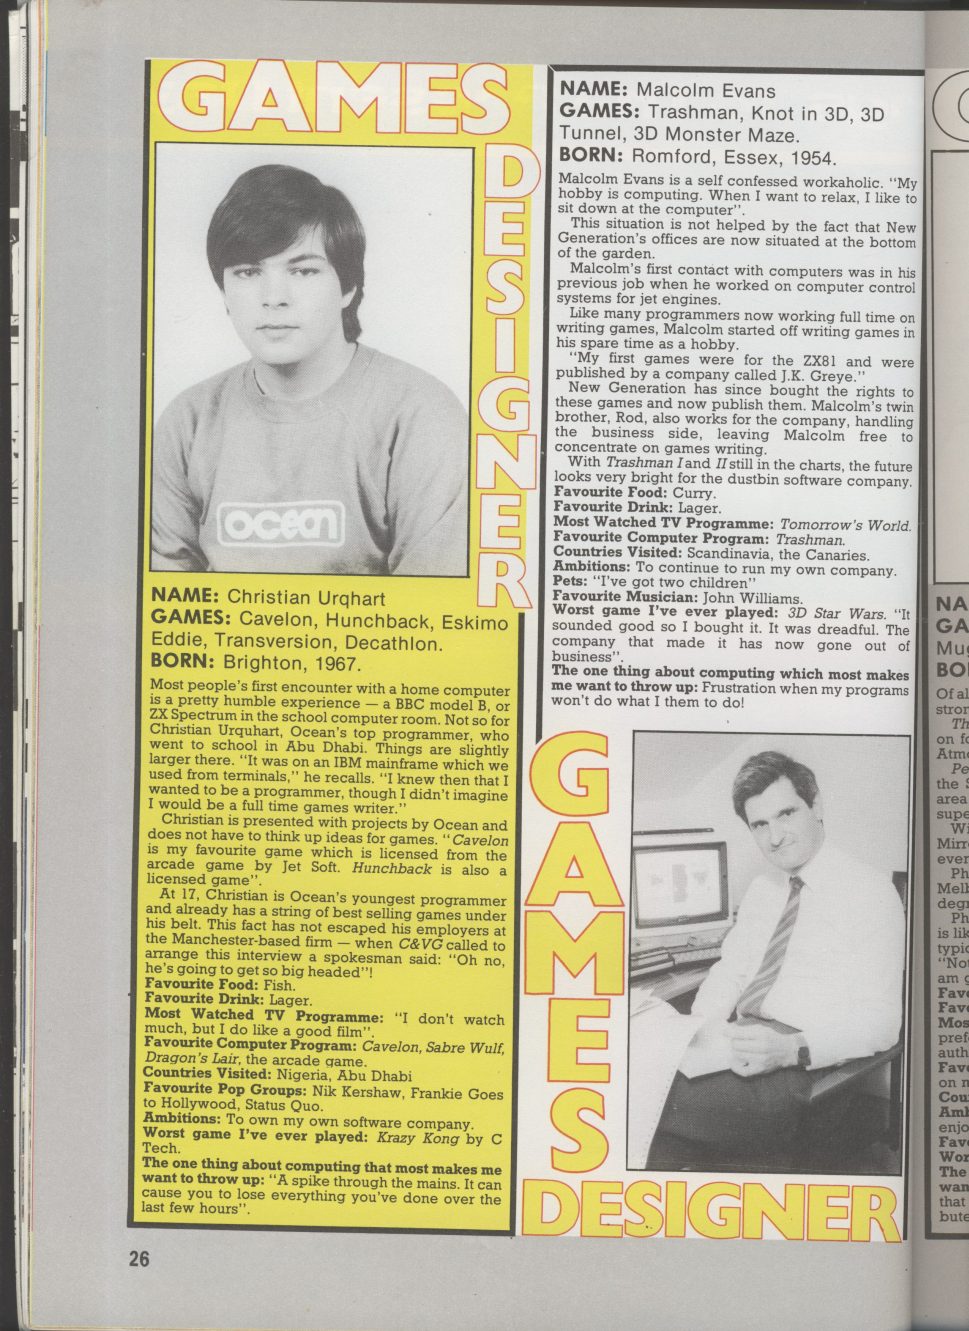 GAMES
DESIGNER
ocean
NAME: Christian Urqhart
GAMES: Cavelon, Hunchback, Eskimo
Eddie, Transversion, Decathlon.
BORN: Brighton, 1967.
Most people's first encounter with a home computer
is a pretty humble experience — a BBC model B, or
ZX Spectrum in the school computer room. Not so for
Christian Urquhart, Ocean's top programmer, who
went to school in Abu Dhabi. Things are slightly
larger there. "It was on an IBM mainframe which we
used from terminals," he recalls. "I knew then that I
wanted to be a programmer, though I didn't imagine
I would be a full time games writer."
Christian is presented with projects by Ocean and
does not have to think up ideas for games. "Cavelon
is my favourite game which is licensed from the
arcade game by Jet Soft. Hunchback is also a
licensed game".
At 17, Christian is Ocean's youngest programmer
and already has a string of best selling games under
his belt. This fact has not escaped his employers at
the Manchester-based firm — when C&VG called to
arrange this interview a spokesman said: "Oh no,
he's going to get so big headed"!
Favourite Food: Fish.
Favourite Drink: Lager.
Most Watched TV Programme: "I don't watch
much, but I do like a good film".
Favourite Computer Program: Cavelon, Sabre Wulf,
Dragon's Lair, the arcade game.
Countries Visited: Nigeria, Abu Dhabi
Favourite Pop Groups: Nik Kershaw, Frankie Goes
to Hollywood, Status Quo.
Ambitions: To own my own software company.
Worst game I've ever played: Krazy Kong by C
Tech.
The one thing about computing that most makes me
want to throw up: "A spike through the mains. It can
cause you to lose everything you've done over the
last few hours".
26
NAME: Malcolm Evans
GAMES: Trashman, Knot in 3D, 3D
Tunnel, 3D Monster Maze.
BORN: Romford, Essex, 1954.
Malcolm Evans is a self confessed workaholic. "My
hobby is computing. When I want to relax, I like to
sit down at the computer".
This situation is not helped by the fact that New
Generation's offices are now situated at the bottom
of the garden.
Malcolm's first contact with computers was in his
previous job when he worked on computer control
systems for jet engines.
Like many programmers now working full time on
writing games, Malcolm started off writing games in
his spare time as a hobby.
"My first games were for the ZX81 and were
published by a company called J.K. Greye."
New Generation has since bought the rights to
these games and now publish them. Malcolm's twin
brother, Rod, also works for the company, handling
the business side, leaving Malcolm free to
concentrate on games writing.
With Trashman I and II still in the charts, the future
looks very bright for the dustbin software company.
Favourite Food: Curry.
Favourite Drink: Lager.
Most Watched TV Programme: Tomorrow's World.
Favourite Computer Program: Trashman.
Countries Visited: Scandinavia, the Canaries.
Ambitions: To continue to run my own company.
Pets: "I've got two children"
Favourite Musician: John Williams.
Worst game I've ever played: 3D Star Wars. "It
sounded good so I bought it. It was dreadful. The
company that made it has now gone out of
business".
The one thing about computing which most makes
me want to throw up: Frustration when my programs
won't do what I them to do!
GAMES
DESIGNER